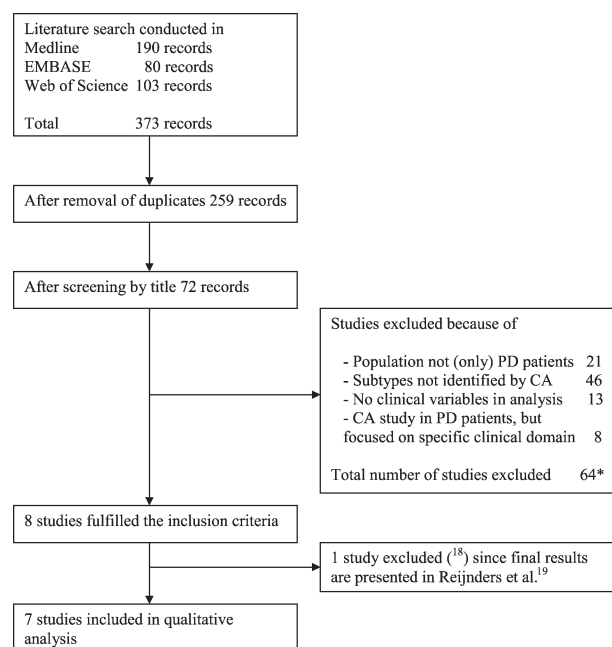 Literature search conducted in
Medline 190 records
EMBASE 80 records
Web of Science 103 records
Total 373 records
After removal of duplicates 259 records
After screening by title 72 records
Studies excluded because of
- Population not (only) PD patients 21
- Subtypes not identified by CA 46
- No clinical variables in analysis 13
- CA study in PD patients, but
focused on specific clinical domain 8
Total number of studies excluded 64*
8 studies fulfilled the inclusion criteria
1 study excluded (18) since final results
are presented in Reijnders et al.19
7 studies included in qualitative
analysis